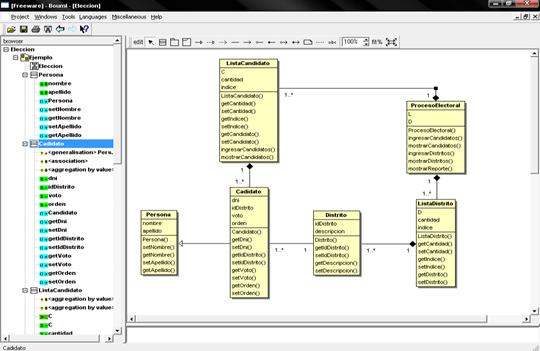 [Freeware] - Bouml - [Eleccion]
Project Windows Tools Languages Miscellaneous Help
browser
Eleccion
Ejemplo
Eleccion
Persona
nombre
apellido
Persona
setNombre
getNombre
setApellido
getApellido
Cadidato
<generalisation> Pers
<association>
<aggregation by value
dni
idDistrito
voto
orden
Candidato
getDni
setDni
getIdDistrito
setIdDistrito
getVoto
setVoto
getOrden
setOrden
ListaCandidato
<aggregation by value
<aggregation by value
C
C
cantidad
edit
100%
fit %
ListaCandidato
C
cantidad
indice
ListaCandidato()
getCantidad()
setCantidad()
getIndice()
setIndice()
getCandidato()
setCandidato()
ingresarCandidatos()
mostrarCandidatos()
1..*
1
ProcesoElectoral
L
D
ProcesoElectoral()
ingresarCandidatos()
mostrarCandidatos()
ingresarDistritos()
mostrarDistritos()
mostrarReporte()
1
1
1
1
Cadidato
dni
idDistrito
voto
orden
Candidato()
getDni()
setDni()
getIdDistrito()
setIdDistrito()
getVoto()
setVoto()
getOrden()
setOrden()
Persona
nombre
apellido
Persona()
setNombre()
getNombre()
setApellido()
getApellido()
1..*
1
Distrito
idDistrito
descripcion
Distrito()
getIdDistrito()
setIdDistrito()
getDescripcion()
setDescripcion()
1..*
1
ListaDistrito
D
cantidad
indice
ListaDistrito()
getCantidad()
setCantidad()
getIndice()
setIndice()
getDistrito()
setDistrito()
Cadidato